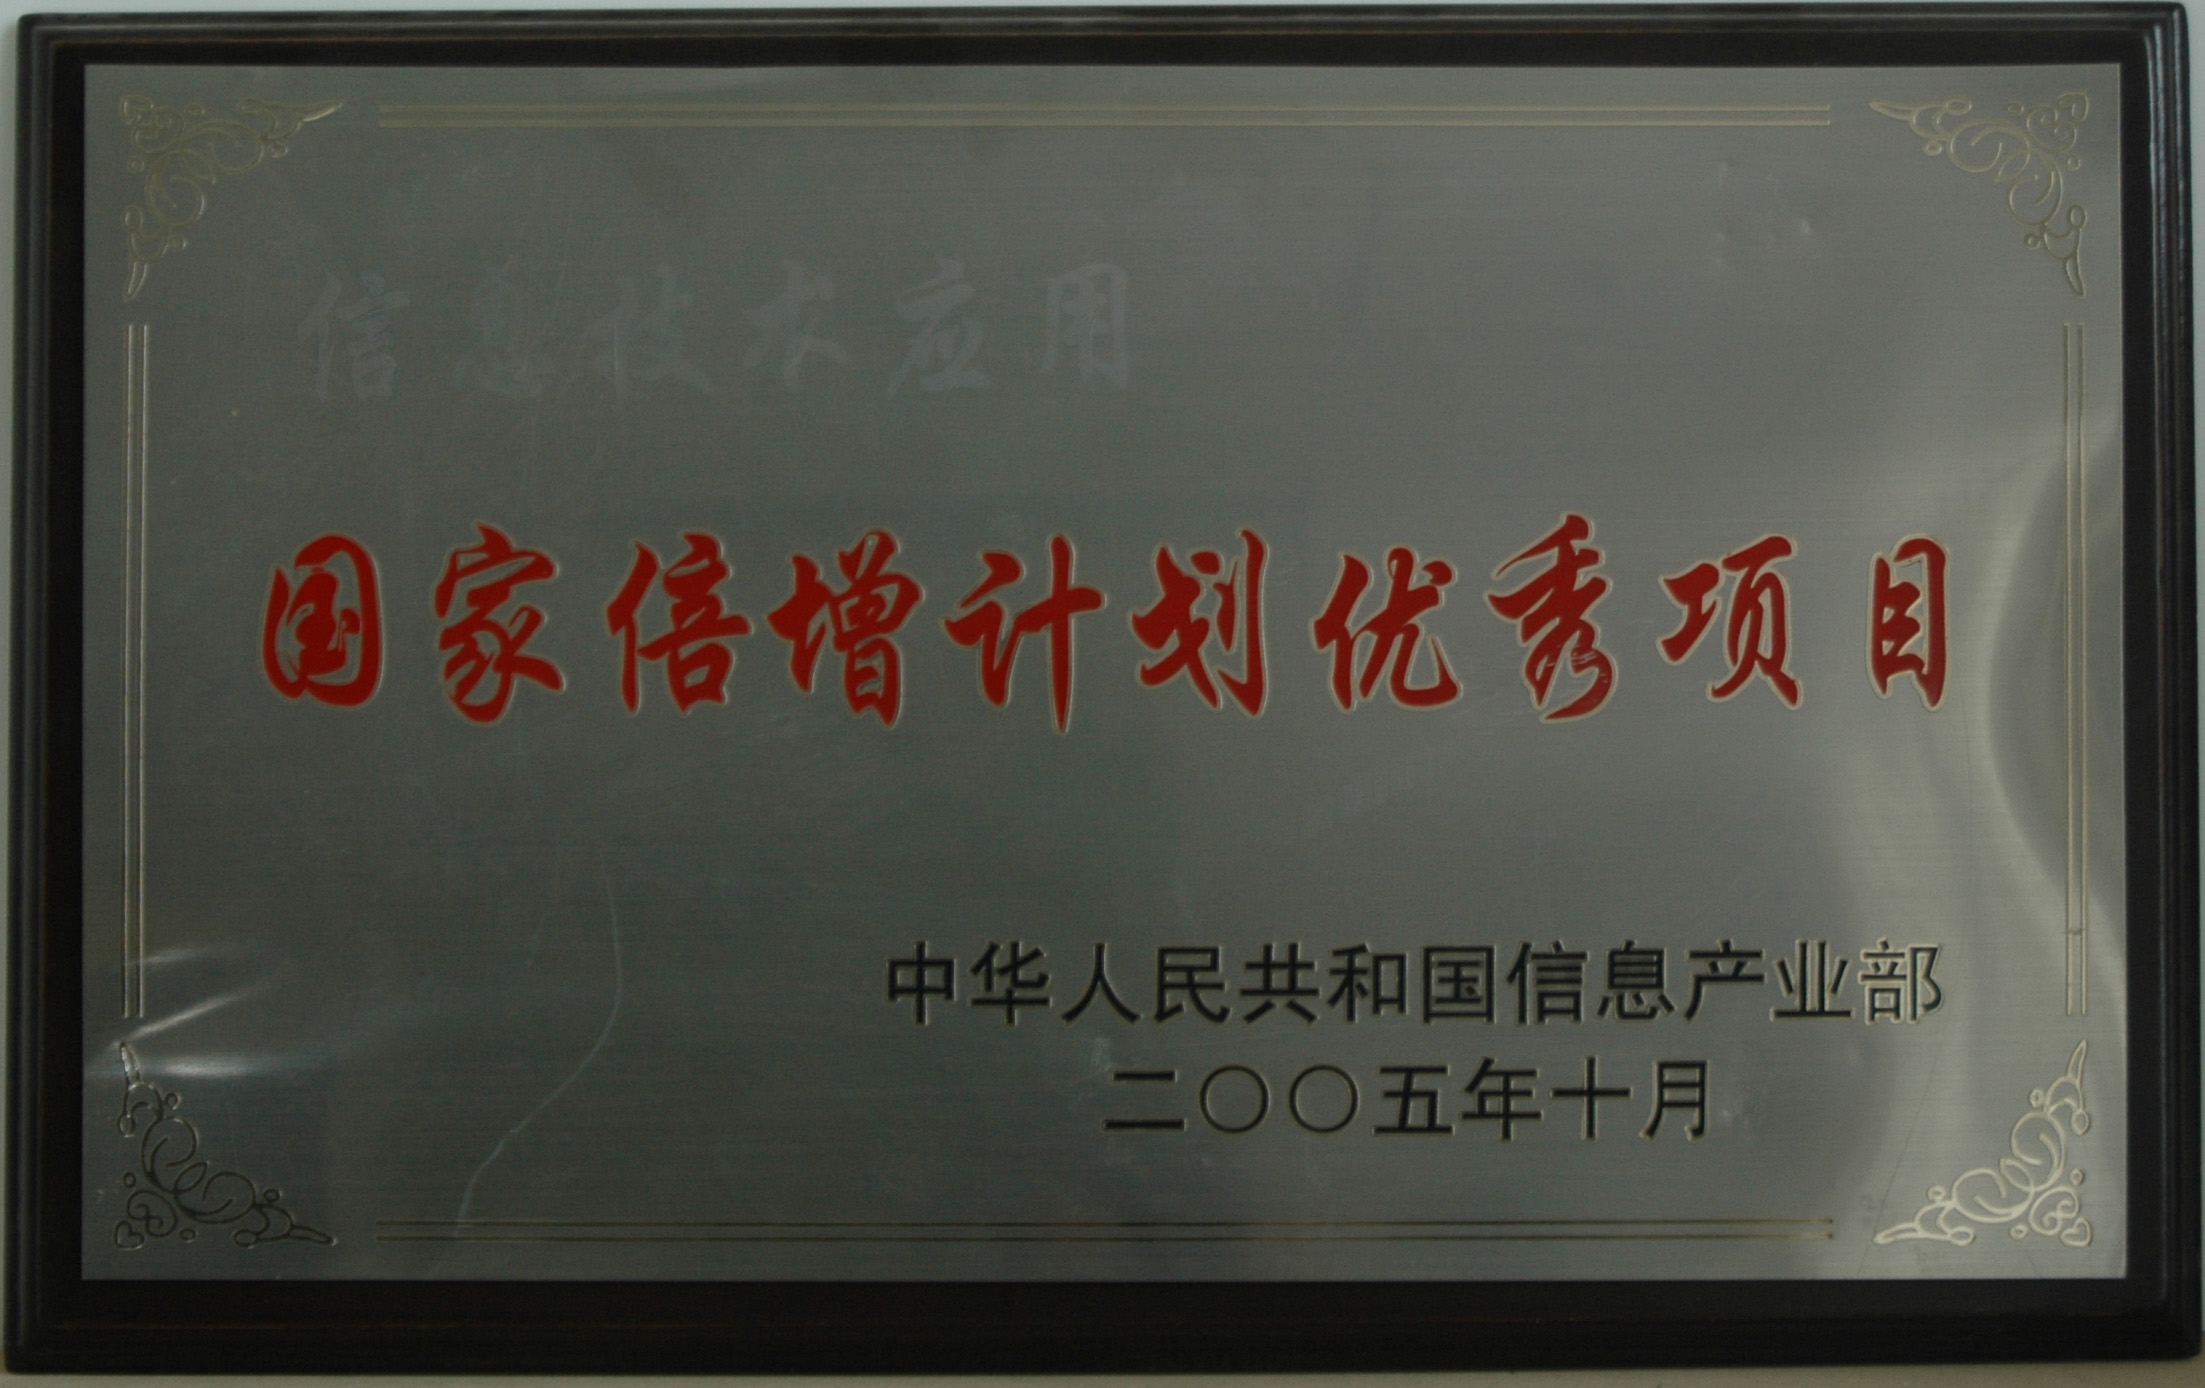 信息技术应用
国家倍增计划优秀项目
中华人民共和国信息产业部
二〇〇五年十月